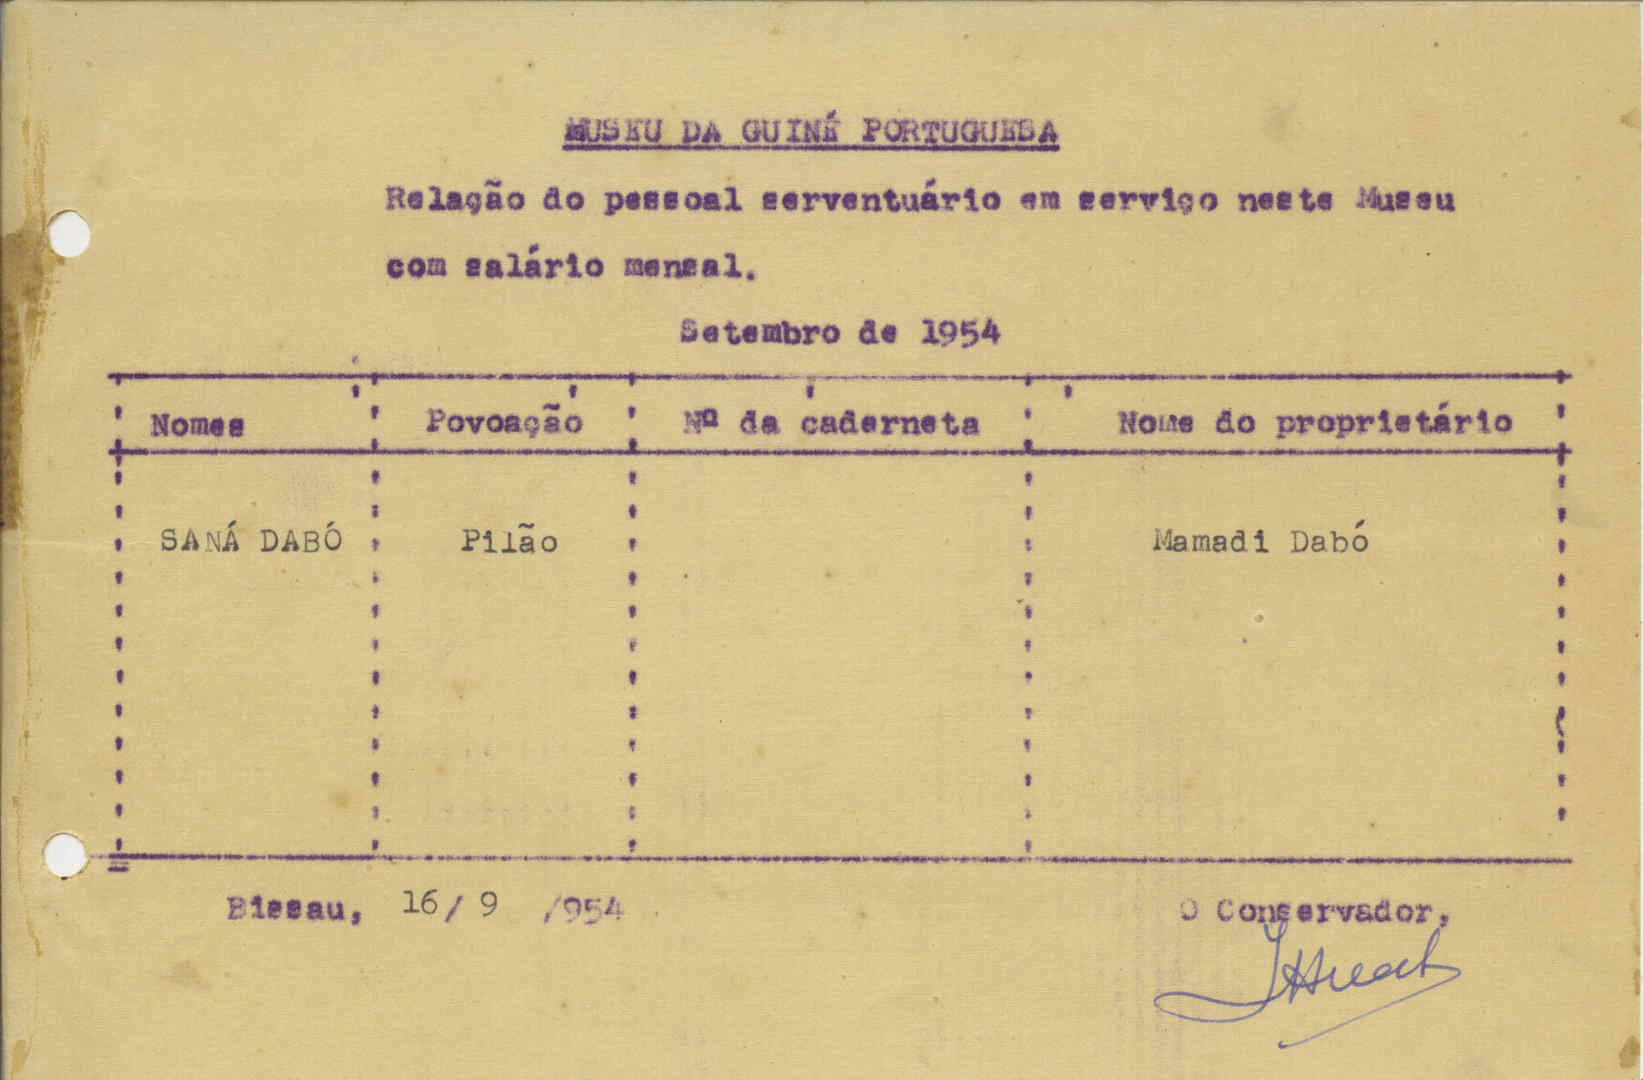 MUSEU DA GUINÉ PORTUGUESA
Relação do pessoal serventuário em serviço neste Museu
com salário mensal.
Setembro de 1954
Nomes Povoação Nº da caderneta Nome do proprietário
SANÁ DABÓ Pilão Mamadi Dabó
Bissau, 16/ 9 /954 O Conservador,